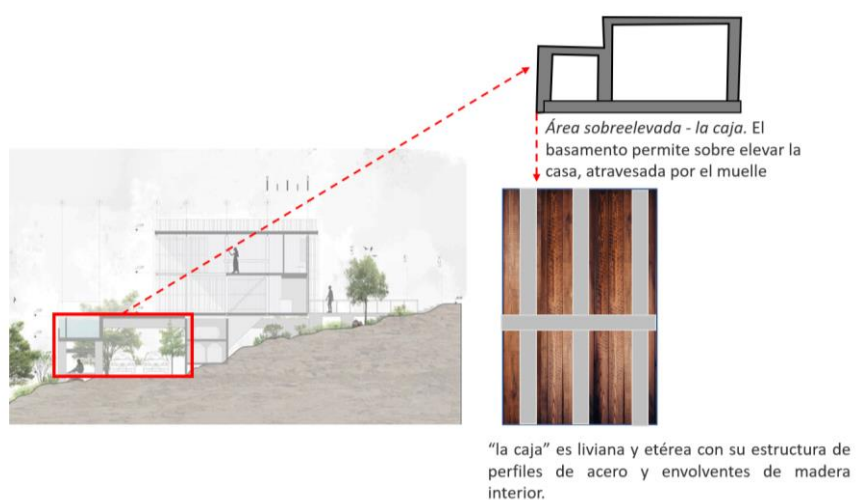 Área sobreelevada - la caja. El
basamento permite sobre elevar la
casa, atravesada por el muelle
“la caja” es liviana y etérea con su estructura de
perfiles de acero y envolventes de madera
interior.